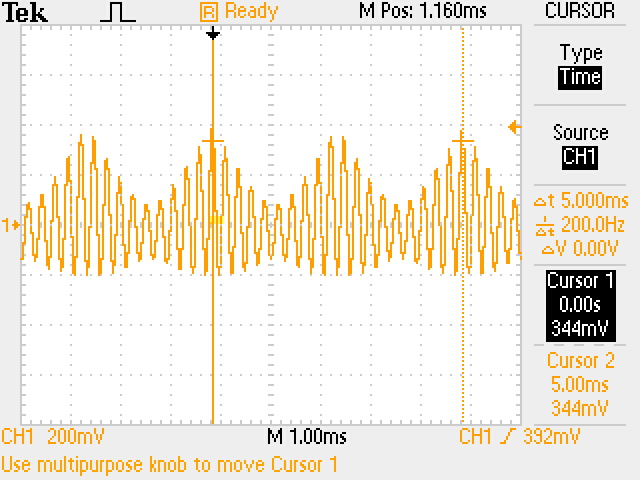 Tek R Ready M Pos: 1.160ms CURSOR
Type
Time
Source
CH1
1
Δt 5.000ms
1/Δt 200.0Hz
ΔV 0.00V
Cursor 1
0.00s
344mV
Cursor 2
5.00ms
344mV
CH1 200mV M 1.00ms CH1 392mV
Use multipurpose knob to move Cursor 1